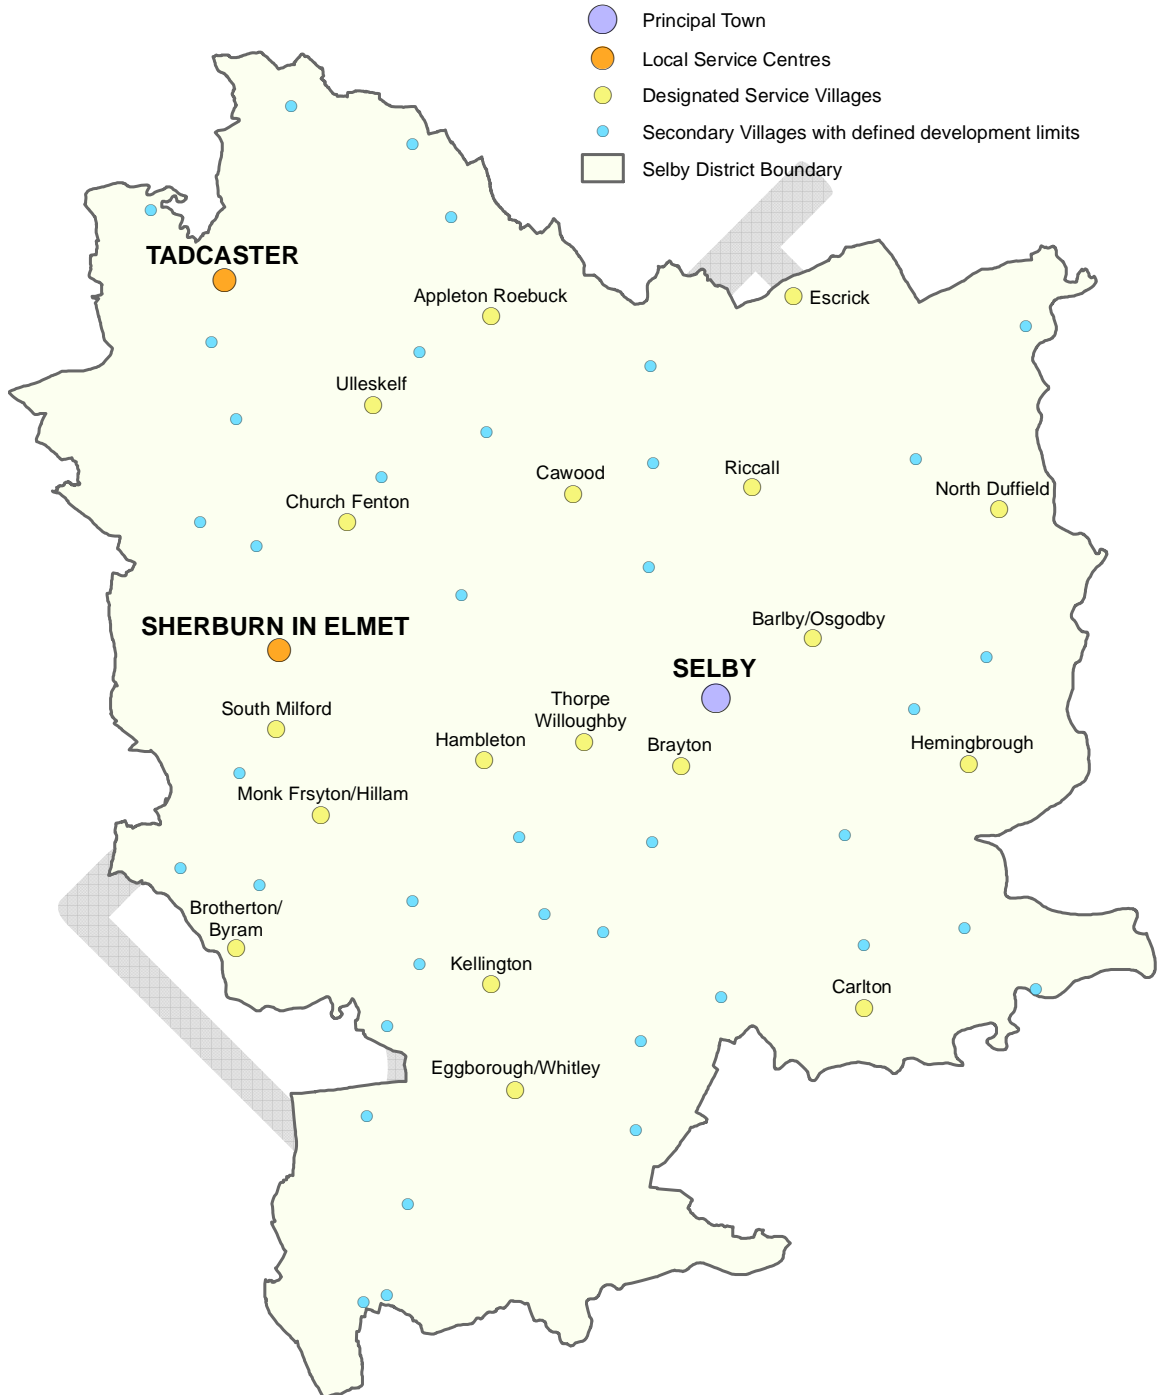 Principal Town
Local Service Centres
Designated Service Villages
Secondary Villages with defined development limits
Selby District Boundary
TADCASTER
Appleton Roebuck
Escrick
Ulleskelf
Cawood
Riccall
Church Fenton
North Duffield
SHERBURN IN ELMET
Barlby/Osgodby
SELBY
South Milford
Thorpe
Willoughby
Hambleton
Brayton
Hemingbrough
Monk Frsyton/Hillam
Brotherton/
Byram
Kellington
Carlton
Eggborough/Whitley